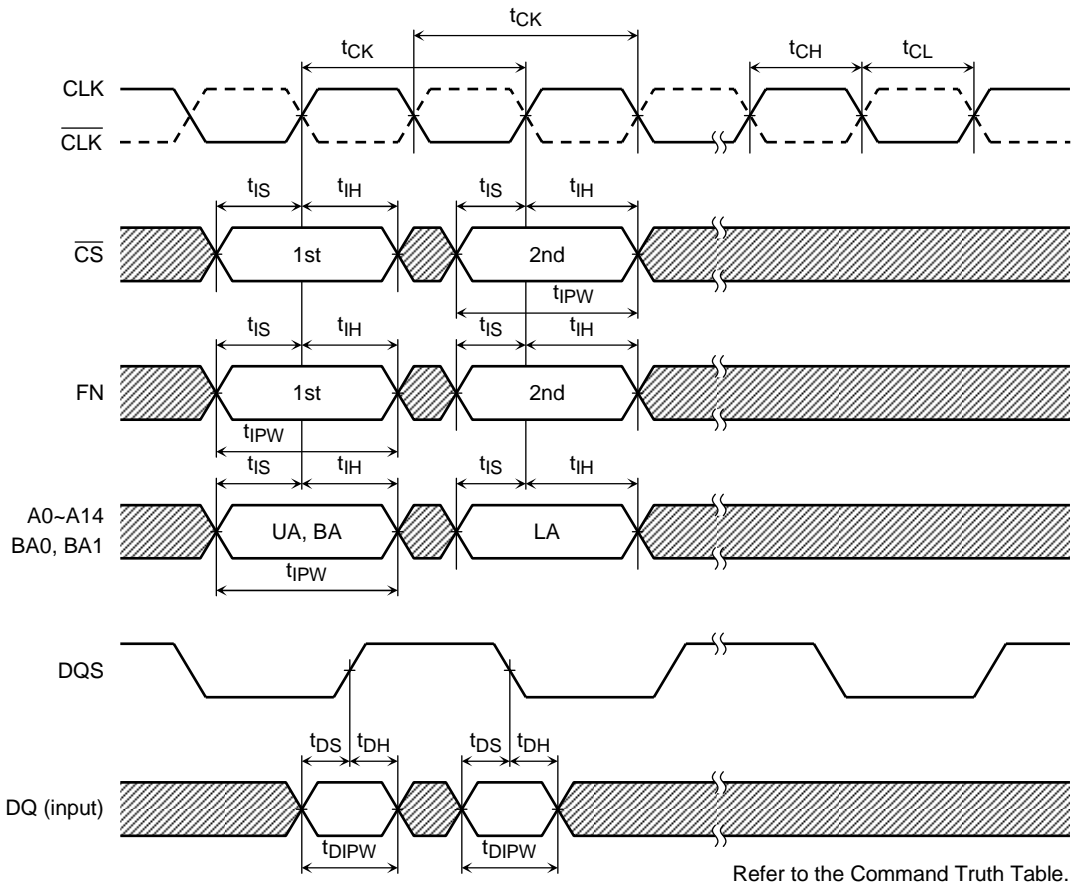 tCK
tCK
tCH
tCL
CLK
CLK
tIS
tIH
tIS
tIH
CS
1st
2nd
tIPW
tIS
tIH
tIS
tIH
FN
1st
2nd
tIPW
tIS
tIH
tIS
tIH
A0~A14
BA0, BA1
UA, BA
LA
tIPW
DQS
tDS
tDH
tDS
tDH
DQ (input)
tDIPW
tDIPW
Refer to the Command Truth Table.